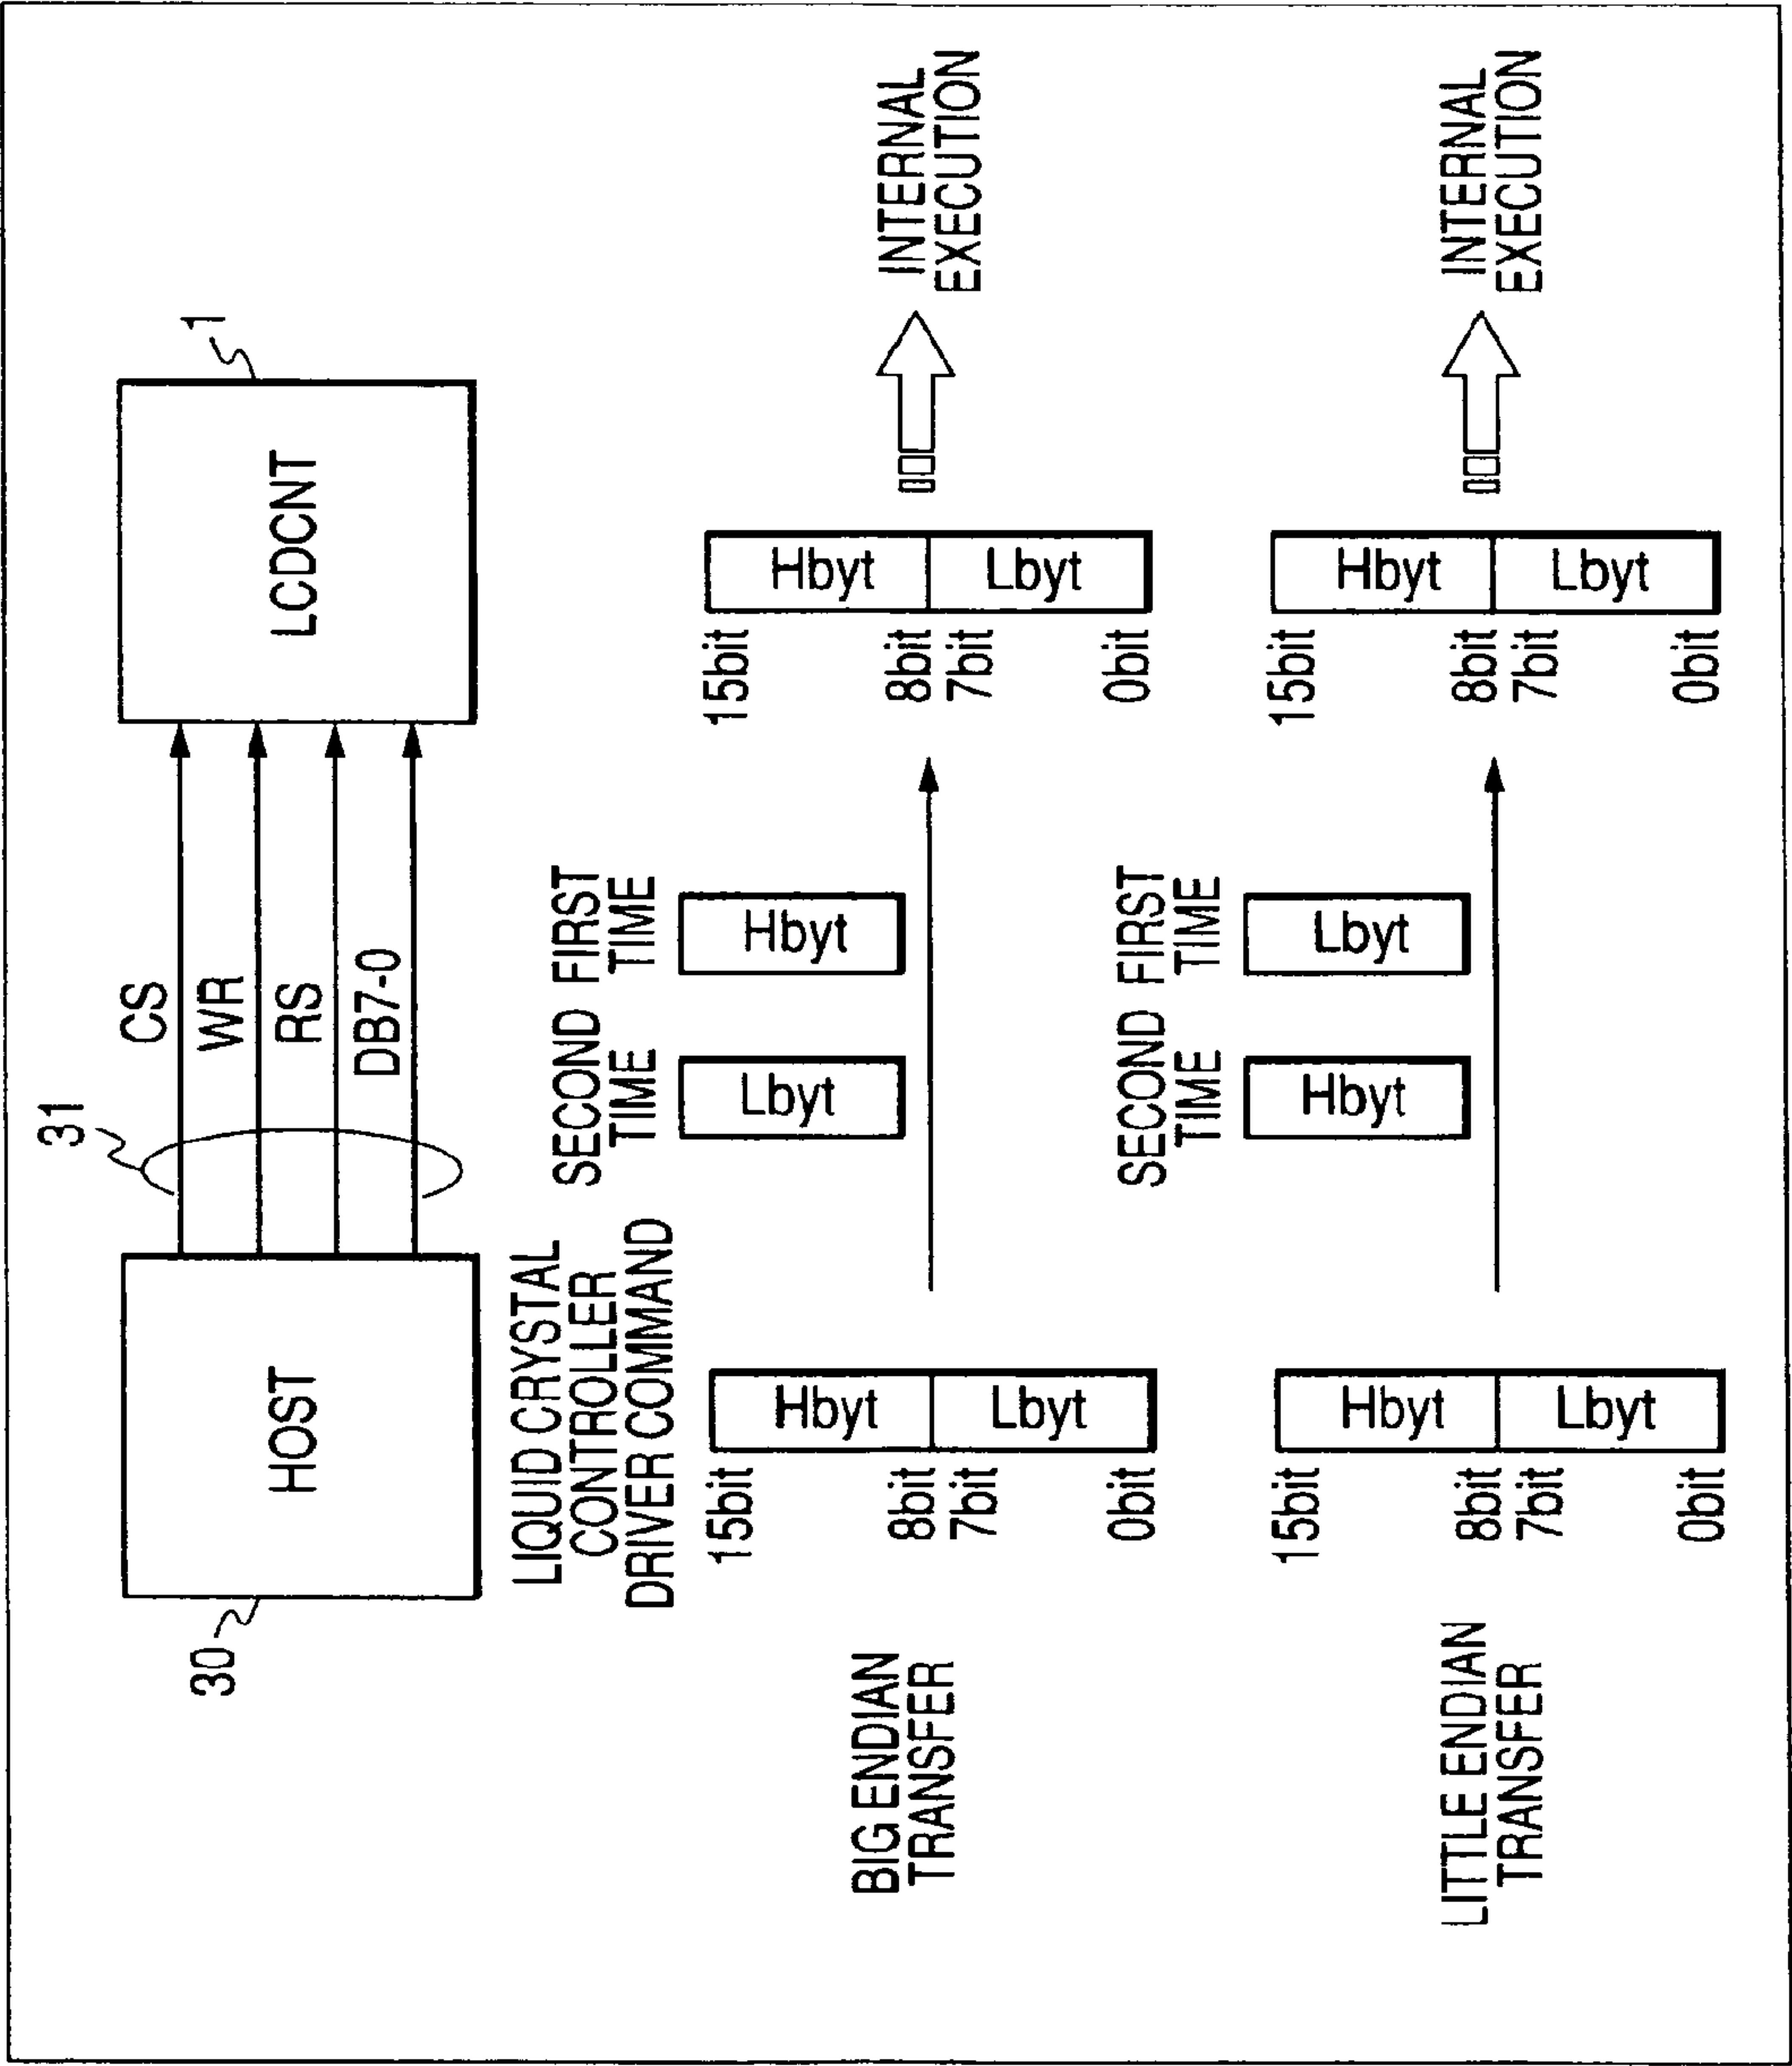 30
HOST
31
CS
WR
RS
DB7-0
LCDCNT
1
LIQUID CRYSTAL
CONTROLLER
DRIVER COMMAND
SECOND
TIME
FIRST
TIME
BIG ENDIAN
TRANSFER
15bit
8bit
7bit
0bit
Hbyt
Lbyt
Lbyt
Hbyt
15bit
8bit
7bit
0bit
Hbyt
Lbyt
INTERNAL
EXECUTION
SECOND
TIME
FIRST
TIME
LITTLE ENDIAN
TRANSFER
15bit
8bit
7bit
0bit
Hbyt
Lbyt
Hbyt
Lbyt
15bit
8bit
7bit
0bit
Hbyt
Lbyt
INTERNAL
EXECUTION